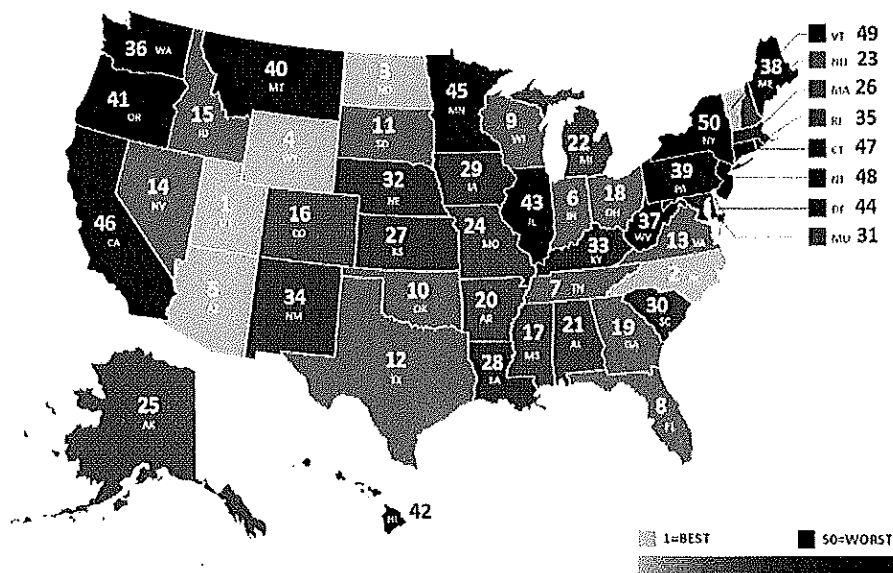 36 WA
40
MT
3
ND
45
MN
38
ME
VT 49
NH 23
MA 26
RI 35
CT 47
NJ 48
DE 44
MD 31
41
OR
15
ID
4
WY
11
SD
9
WI
22
MI
50
NY
39
PA
14
NV
1
32
NE
29
IA
43
IL
6
IN
18
OH
37
WV
13 VA
46
CA
16
CO
27
KS
24
MO
33
KY
2
5
34
NM
10
OK
20
AR
7 TN
30
SC
12
TX
28
LA
17
MS
21
AL
19
GA
8
FL
25
AK
HI 42
1=BEST
50=WORST